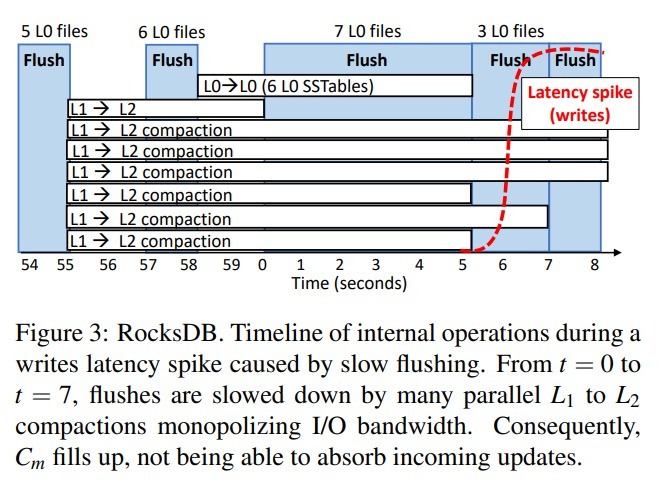 5 L0 files 6 L0 files 7 L0 files 3 L0 files
Flush Flush Flush Flush Flush
L0→L0 (6 L0 SSTables)
Latency spike
(writes)
L1 → L2
L1 → L2 compaction
L1 → L2 compaction
L1 → L2 compaction
L1 → L2 compaction
L1 → L2 compaction
L1 → L2 compaction
54 55 56 57 58 59 0 1 2 3 4 5 6 7 8
Time (seconds)
Figure 3: RocksDB. Timeline of internal operations during a
writes latency spike caused by slow flushing. From t = 0 to
t = 7, flushes are slowed down by many parallel L1 to L2
compactions monopolizing I/O bandwidth. Consequently,
Cm fills up, not being able to absorb incoming updates.